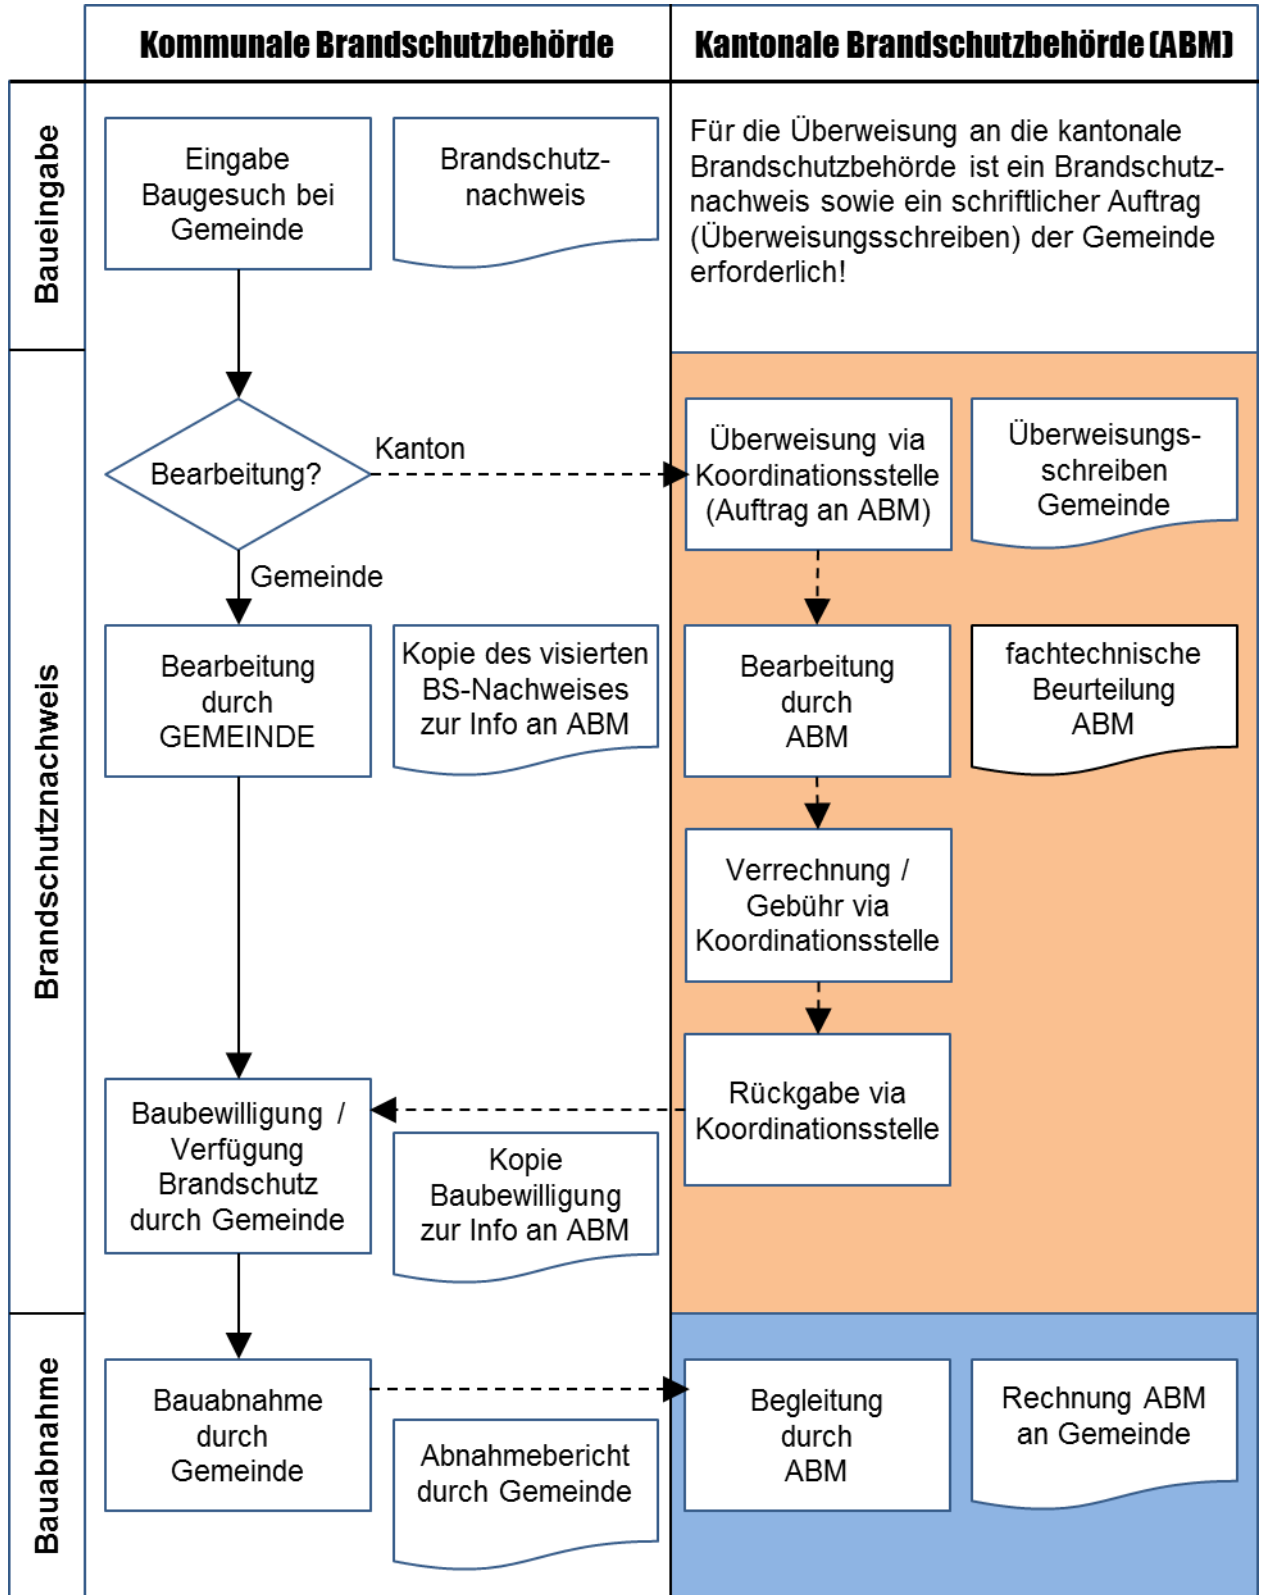 Kommunale Brandschutzbehörde
Kantonale Brandschutzbehörde (ABM)
Baueingabe
Eingabe
Baugesuch bei
Gemeinde
Brandschutz-
nachweis
Für die Überweisung an die kantonale
Brandschutzbehörde ist ein Brandschutz-
nachweis sowie ein schriftlicher Auftrag
(Überweisungsschreiben) der Gemeinde
erforderlich!
Brandschutznachweis
Bearbeitung?
Kanton
Gemeinde
Überweisung via
Koordinationsstelle
(Auftrag an ABM)
Überweisungs-
schreiben
Gemeinde
Bearbeitung
durch
GEMEINDE
Kopie des visierten
BS-Nachweises
zur Info an ABM
Bearbeitung
durch
ABM
fachtechnische
Beurteilung
ABM
Verrechnung /
Gebühr via
Koordinationsstelle
Rückgabe via
Koordinationsstelle
Baubewilligung /
Verfügung
Brandschutz
durch Gemeinde
Kopie
Baubewilligung
zur Info an ABM
Bauabnahme
Bauabnahme
durch
Gemeinde
Abnahmebericht
durch Gemeinde
Begleitung
durch
ABM
Rechnung ABM
an Gemeinde